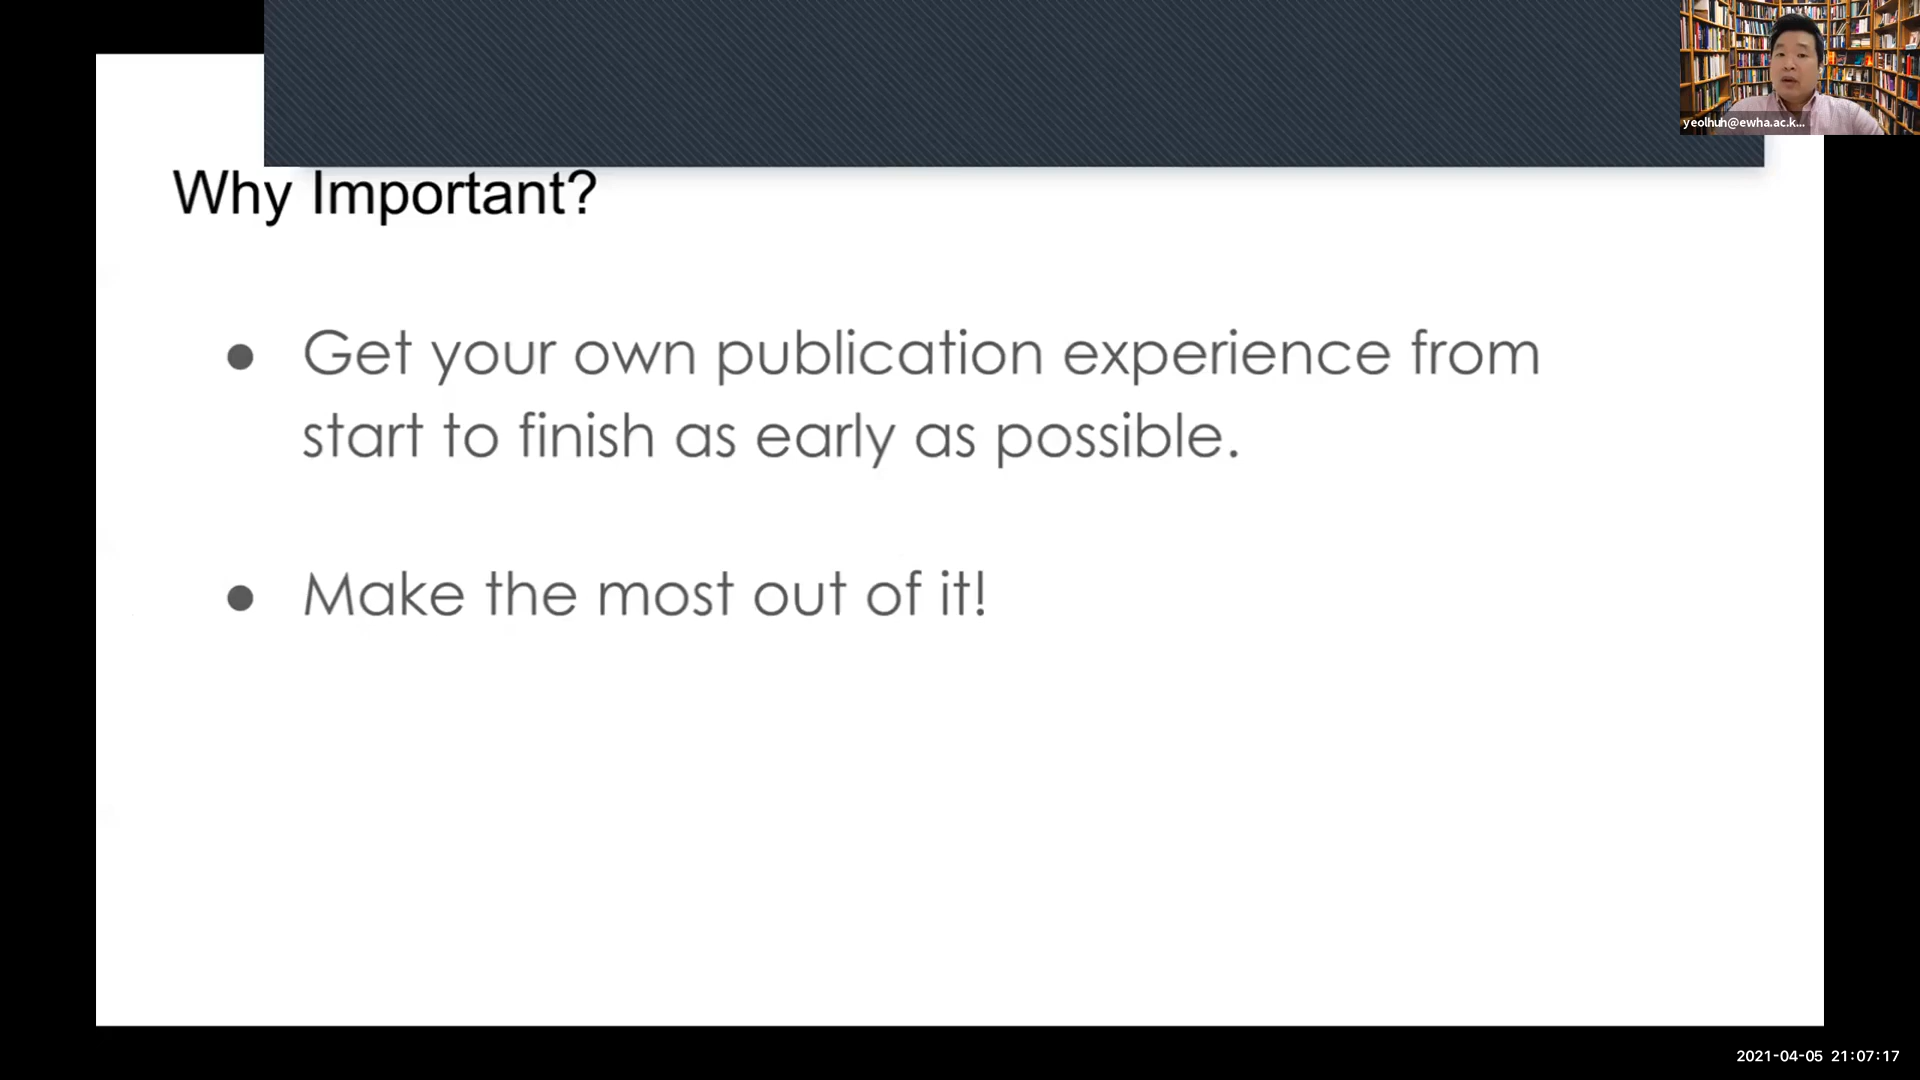 yeolhuh@ewha.ac.k...
Why Important?
● Get your own publication experience from
start to finish as early as possible.
● Make the most out of it!
2021-04-05 21:07:17